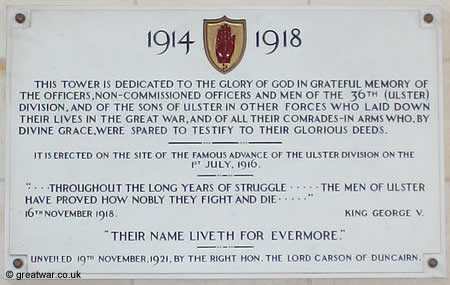 1914 1918
THIS TOWER IS DEDICATED TO THE GLORY OF GOD IN GRATEFUL MEMORY OF
THE OFFICERS, NON-COMMISSIONED OFFICERS AND MEN OF THE 36TH (ULSTER)
DIVISION, AND OF THE SONS OF ULSTER IN OTHER FORCES WHO LAID DOWN
THEIR LIVES IN THE GREAT WAR, AND OF ALL THEIR COMRADES-IN ARMS WHO, BY
DIVINE GRACE, WERE SPARED TO TESTIFY TO THEIR GLORIOUS DEEDS.
IT IS ERECTED ON THE SITE OF THE FAMOUS ADVANCE OF THE ULSTER DIVISION ON THE
1ST JULY, 1916.
"···THROUGHOUT THE LONG YEARS OF STRUGGLE ····· THE MEN OF ULSTER
HAVE PROVED HOW NOBLY THEY FIGHT AND DIE ·····"
16TH NOVEMBER 1918. KING GEORGE V.
"THEIR NAME LIVETH FOR EVERMORE."
UNVEILED 19TH NOVEMBER, 1921, BY THE RIGHT HON. THE LORD CARSON OF DUNCAIRN.
© greatwar.co.uk